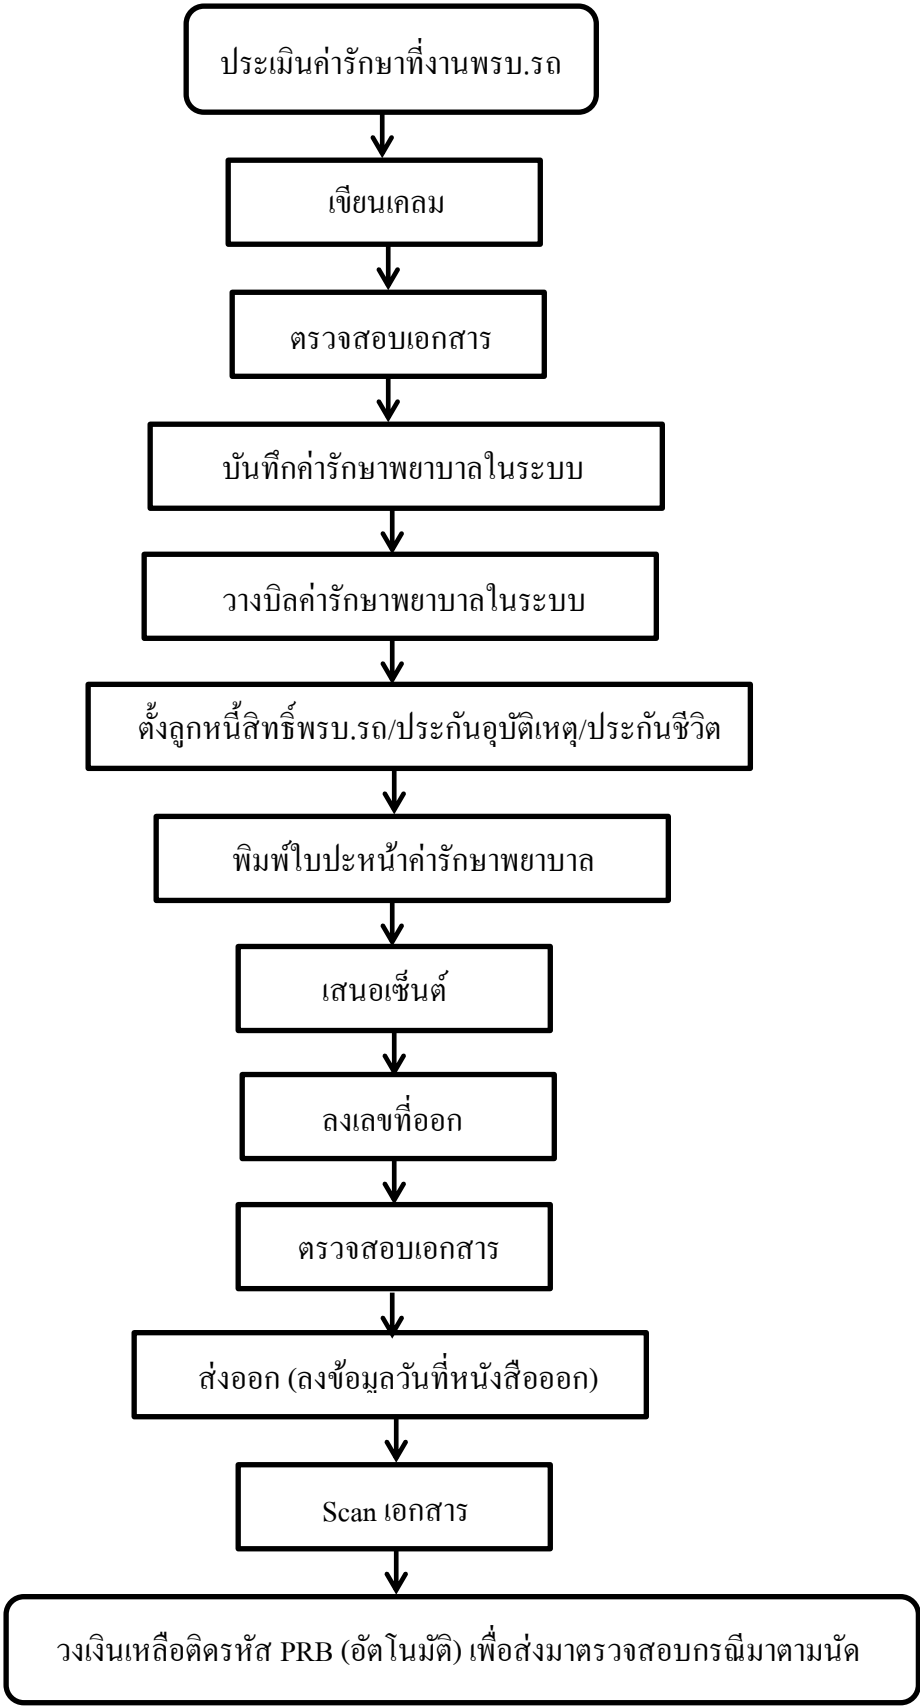 ประเมินค่ารักษาที่งานพรบ.รถ
เขียนเคลม
ตรวจสอบเอกสาร
บันทึกค่ารักษาพยาบาลในระบบ
วางบิลค่ารักษาพยาบาลในระบบ
ตั้งลูกหนี้สิทธิ์พรบ.รถ/ประกันอุบัติเหตุ/ประกันชีวิต
พิมพ์ใบปะหน้าค่ารักษาพยาบาล
เสนอเซ็นต์
ลงเลขที่ออก
ตรวจสอบเอกสาร
ส่งออก (ลงข้อมูลวันที่หนังสือออก)
Scan เอกสาร
วงเงินเหลือติดรหัส PRB (อัตโนมัติ) เพื่อส่งมาตรวจสอบกรณีมาตามนัด